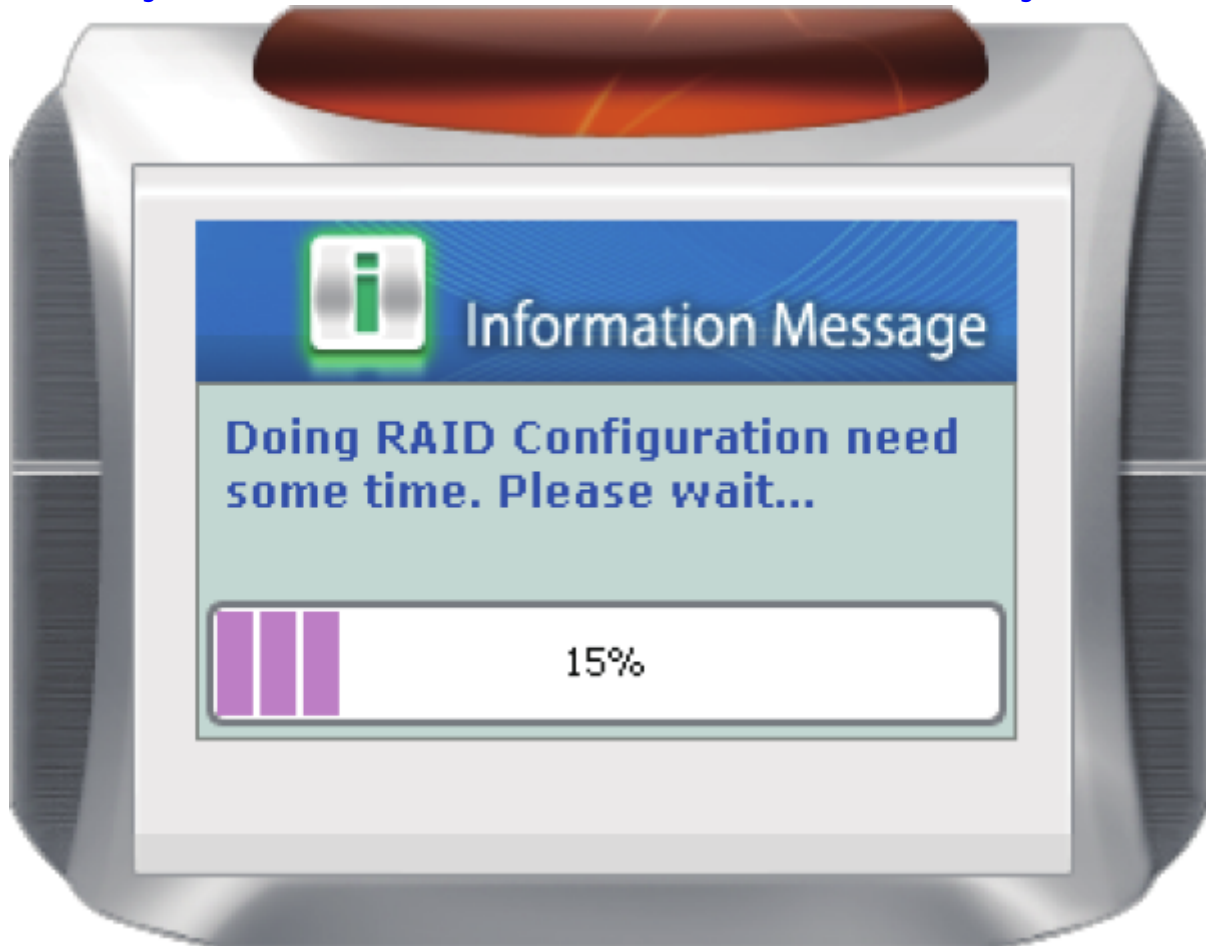 Information Message
Doing RAID Configuration need
some time. Please wait...
15%